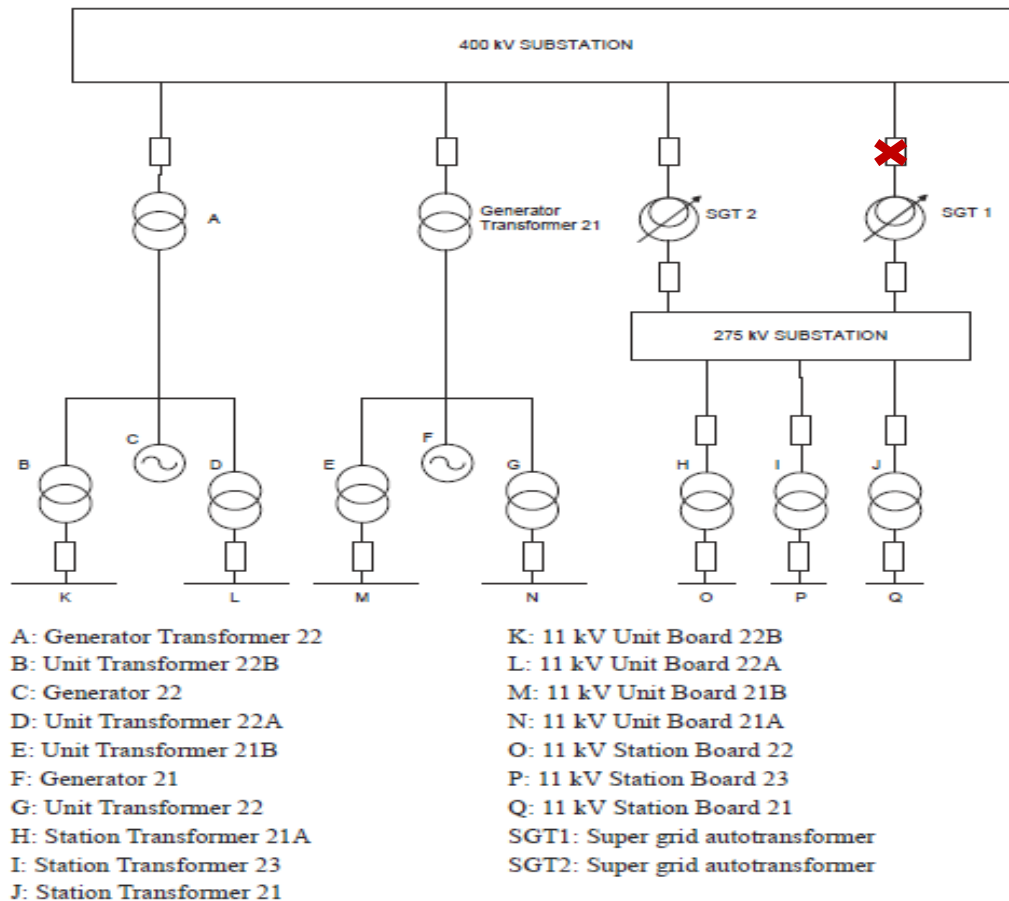 400 kV SUBSTATION
A
Generator
Transformer 21
SGT 2
SGT 1
275 kV SUBSTATION
C
F
B
D
E
G
H
I
J
K
L
M
N
O
P
Q
A: Generator Transformer 22
B: Unit Transformer 22B
C: Generator 22
D: Unit Transformer 22A
E: Unit Transformer 21B
F: Generator 21
G: Unit Transformer 22
H: Station Transformer 21A
I: Station Transformer 23
J: Station Transformer 21
K: 11 kV Unit Board 22B
L: 11 kV Unit Board 22A
M: 11 kV Unit Board 21B
N: 11 kV Unit Board 21A
O: 11 kV Station Board 22
P: 11 kV Station Board 23
Q: 11 kV Station Board 21
SGT1: Super grid autotransformer
SGT2: Super grid autotransformer